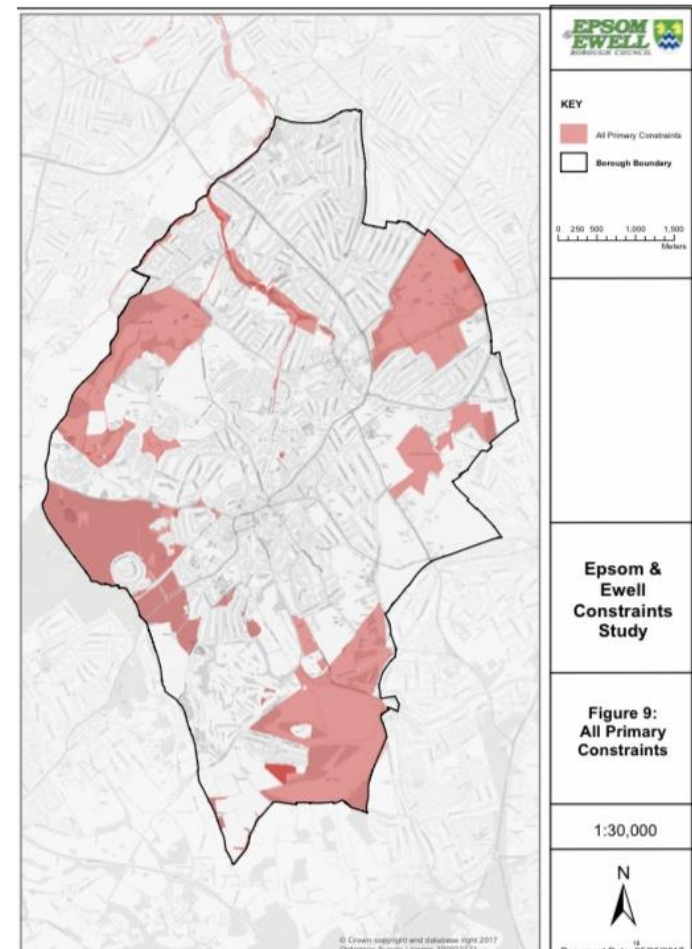 EPSOM
& EWELL
BOROUGH COUNCIL
KEY
All Primary Constraints
Borough Boundary
0 250 500 1,000 1,500
Meters
Epsom &
Ewell
Constraints
Study
Figure 9:
All Primary
Constraints
1:30,000
N
© Crown copyright and database right 2017